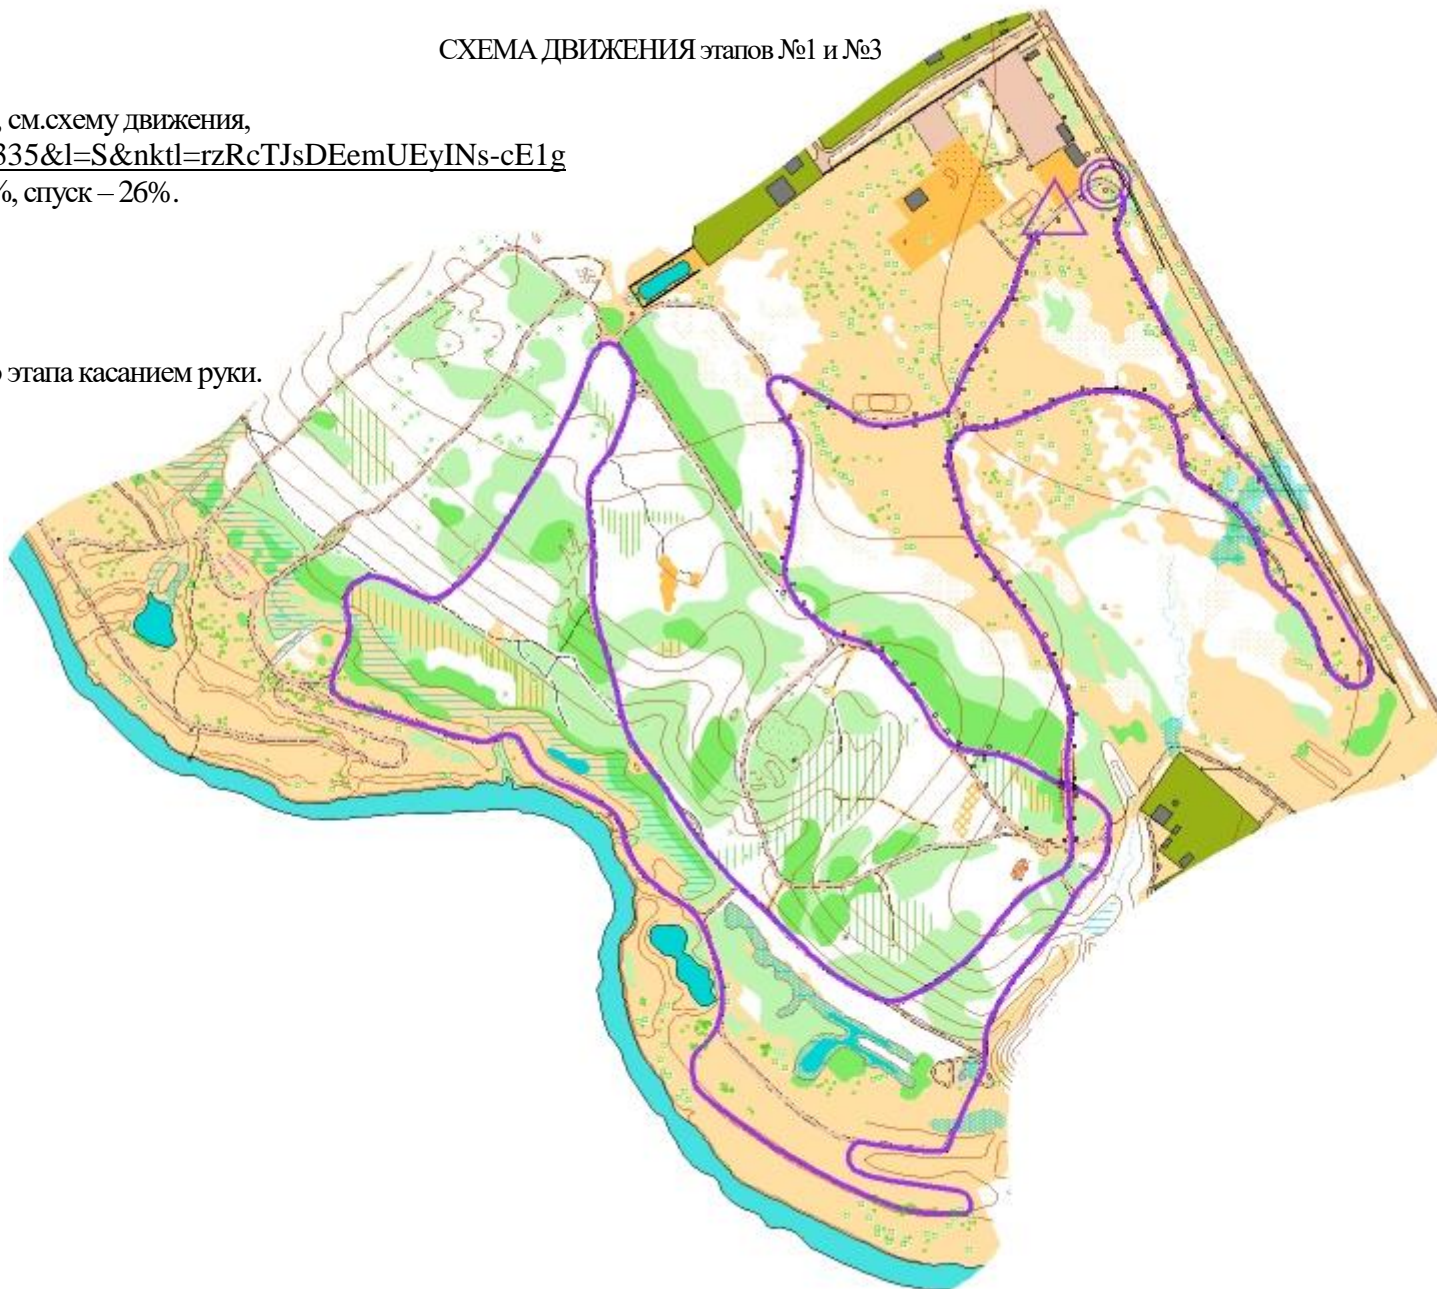 СХЕМА ДВИЖЕНИЯ этапов №1 и №3
, см.схему движения,
335&l=S&nktl=rzRcTJsDEemUEyINs-cE1g
%, спуск – 26%.
этапа касанием руки.